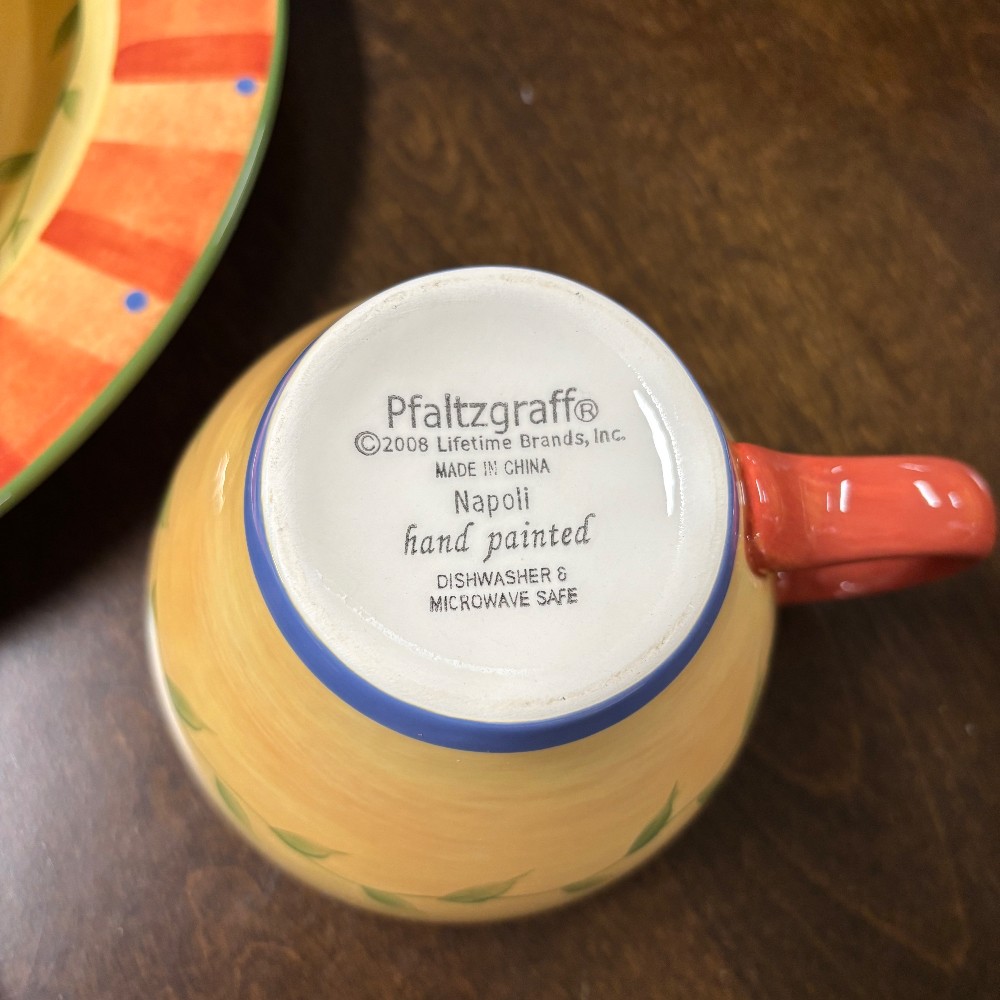 Pfaltzgraff®
©2008 Lifetime Brands, Inc.
MADE IN CHINA
Napoli
hand painted
DISHWASHER &
MICROWAVE SAFE